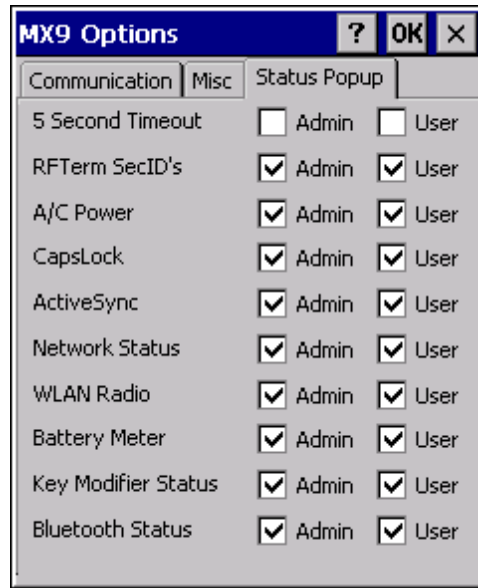 MX9 Options ? OK ×
Communication Misc Status Popup
5 Second Timeout Admin User
RFTerm SecID's Admin User
A/C Power Admin User
CapsLock Admin User
ActiveSync Admin User
Network Status Admin User
WLAN Radio Admin User
Battery Meter Admin User
Key Modifier Status Admin User
Bluetooth Status Admin User